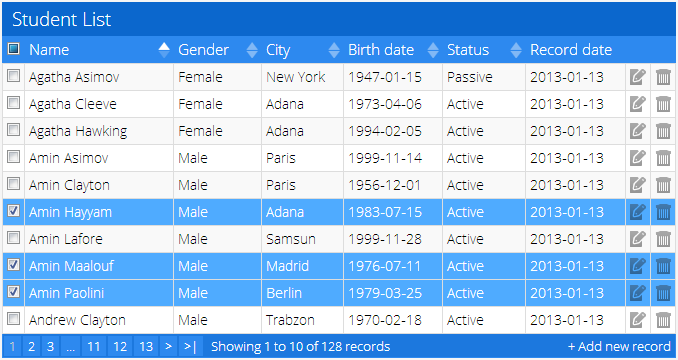 Student List
Name Gender City Birth date Status Record date
Agatha Asimov Female New York 1947-01-15 Passive 2013-01-13
Agatha Cleeve Female Adana 1973-04-06 Active 2013-01-13
Agatha Hawking Female Adana 1994-02-05 Active 2013-01-13
Amin Asimov Male Paris 1999-11-14 Active 2013-01-13
Amin Clayton Male Paris 1956-12-01 Active 2013-01-13
Amin Hayyam Male Adana 1983-07-15 Active 2013-01-13
Amin Lafore Male Samsun 1999-11-28 Active 2013-01-13
Amin Maalouf Male Madrid 1976-07-11 Active 2013-01-13
Amin Paolini Male Berlin 1979-03-25 Active 2013-01-13
Andrew Clayton Male Trabzon 1970-02-18 Active 2013-01-13
1 2 3 ... 11 12 13 > >| Showing 1 to 10 of 128 records + Add new record